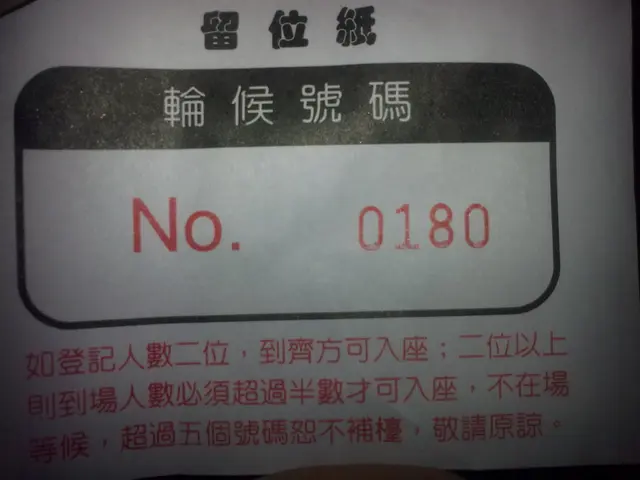 留位紙
輪候號碼
No. 0180
如登記人數二位，到齊方可入座；二位以上
則到場人數必須超過半數才可入座，不在場
等候，超過五個號碼恕不補檯，敬請原諒。